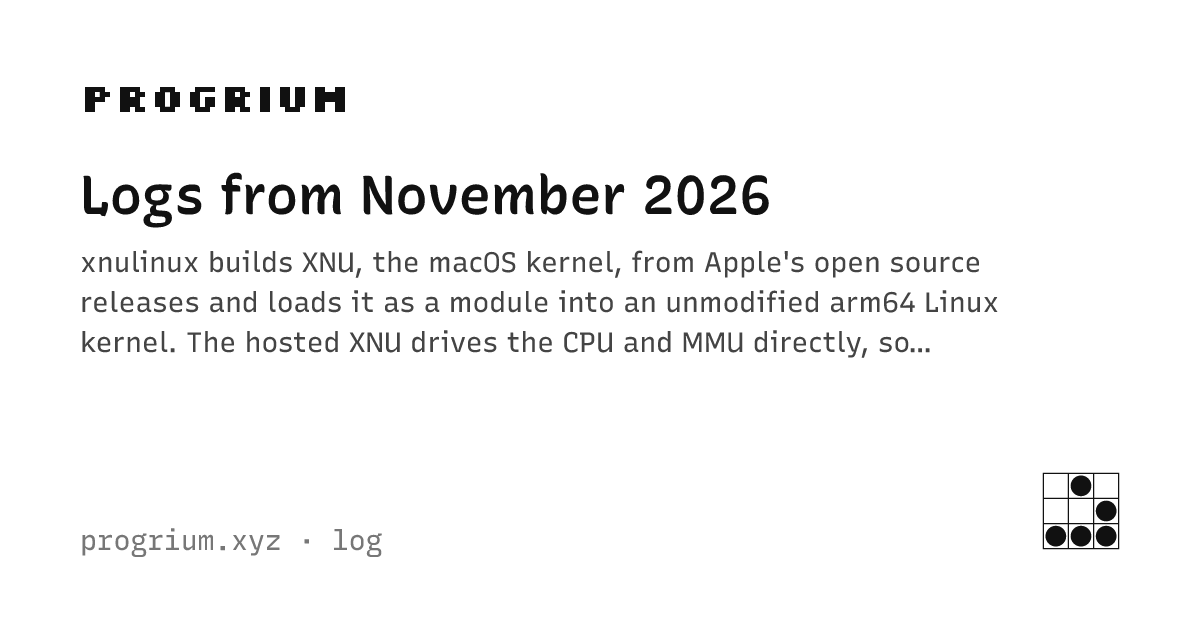 PROGRIUM
Logs from November 2026
xnulinux builds XNU, the macOS kernel, from Apple's open source
releases and loads it as a module into an unmodified arm64 Linux
kernel. The hosted XNU drives the CPU and MMU directly, so...
progrium.xyz · log